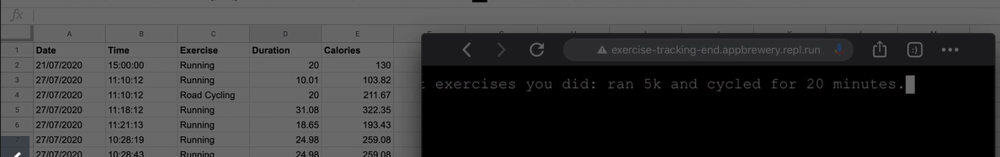 fx
A B C D E
1 Date Time Exercise Duration Calories
2 21/07/2020 15:00:00 Running 20 130
3 27/07/2020 11:10:12 Running 10.01 103.82
4 27/07/2020 11:10:12 Road Cycling 20 211.67
5 27/07/2020 11:18:12 Running 31.08 322.35
6 27/07/2020 11:21:13 Running 18.65 193.43
7 27/07/2020 10:28:19 Running 24.98 259.08
27/07/2020 10:28:43 Running 24.98 259.08
exercise-tracking-end.appbrewery.repl.run
exercises you did: ran 5k and cycled for 20 minutes.